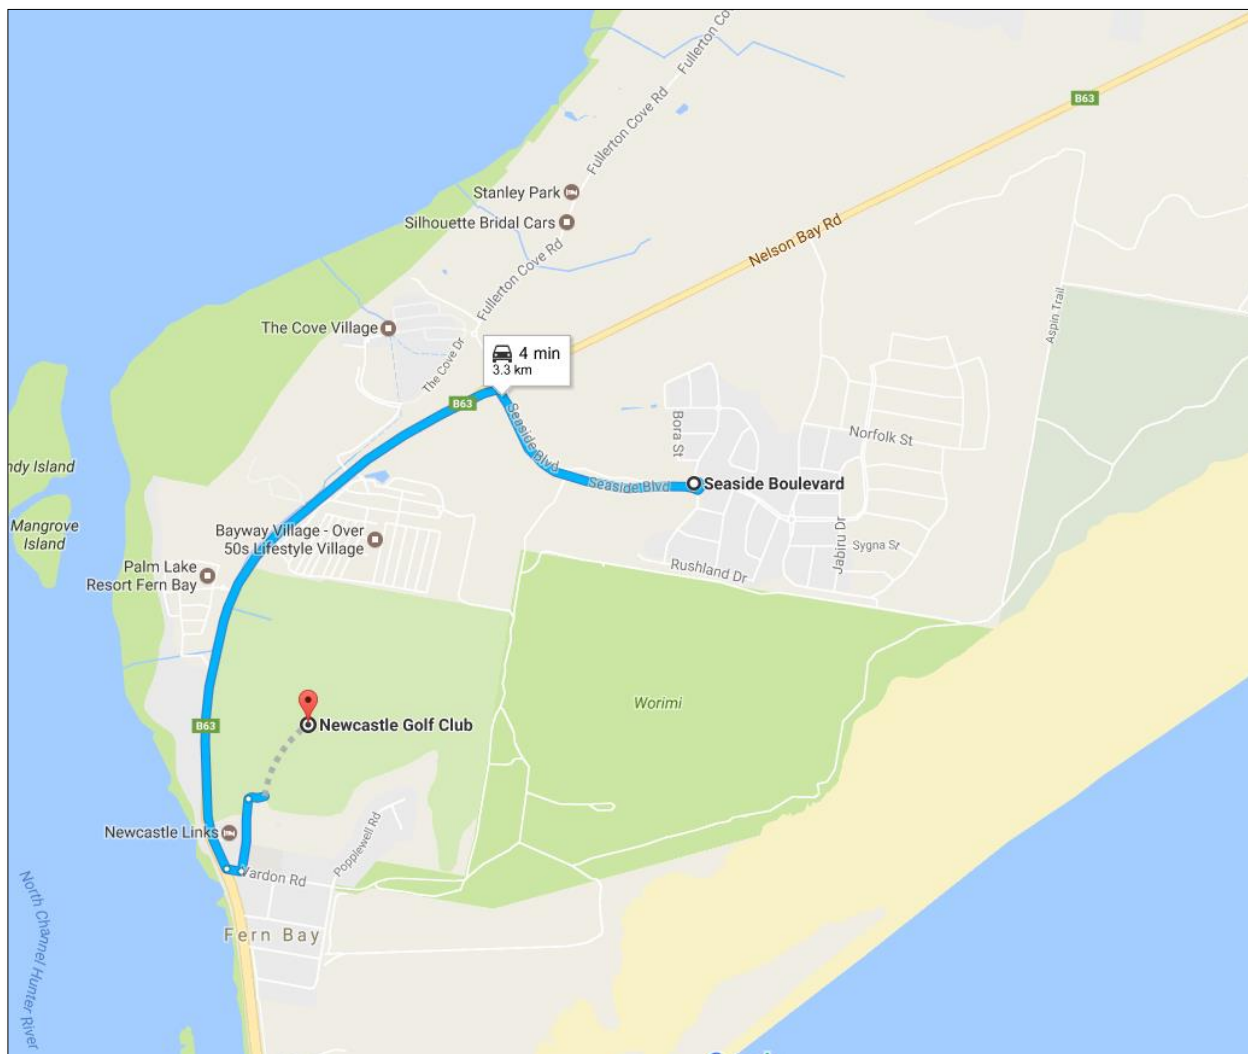 Fullerton Cov
B63
Fullerton Cove Rd
Stanley Park
Silhouette Bridal Cars
Nelson Bay Rd
Fullerton Cove Rd
Aspin Trail
The Cove Village
The Cove Dr
4 min
3.3 km
B63
Seaside Blvd
Bora St
Norfolk St
ndy Island
Seaside Blvd
Seaside Boulevard
Mangrove
Island
Bayway Village - Over
50s Lifestyle Village
Jabiru Dr
Sygna St
Palm Lake
Resort Fern Bay
Rushland Dr
Worimi
B63
Newcastle Golf Club
Newcastle Links
Popplewell Rd
Vardon Rd
North Channel Hunter River
Fern Bay